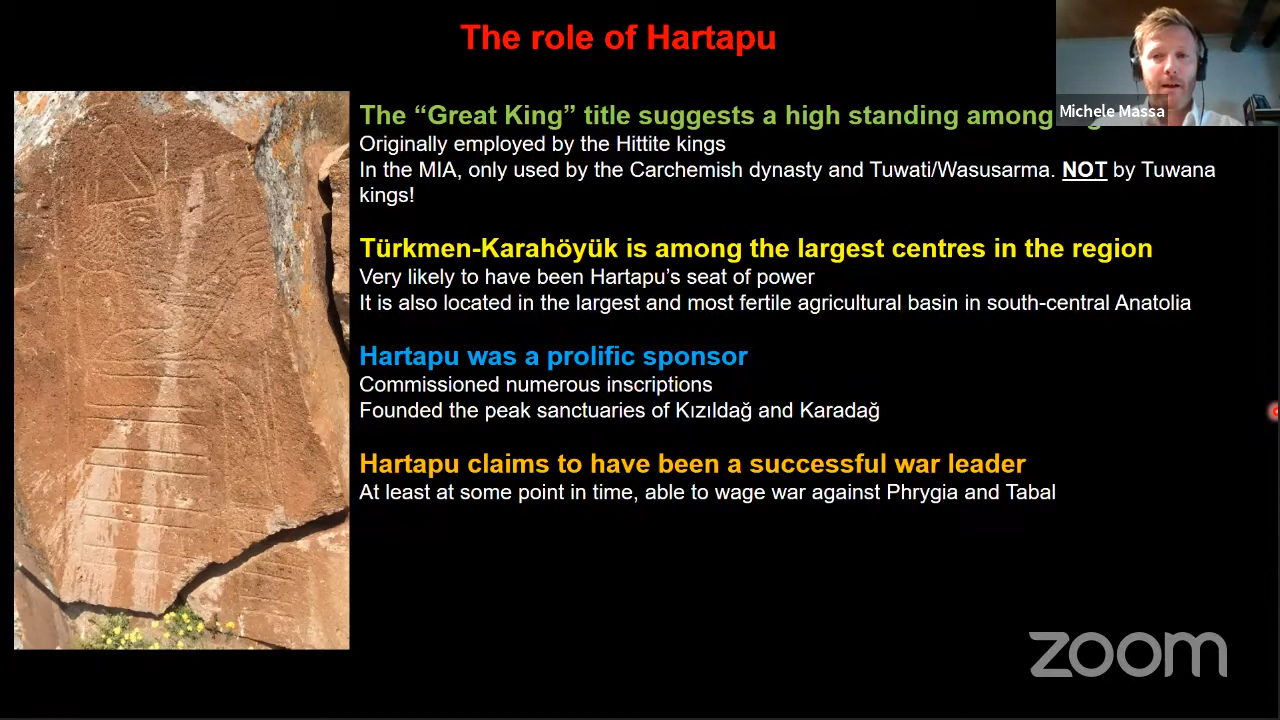 The role of Hartapu
The “Great King” title suggests a high standing among
Michele Massa
Originally employed by the Hittite kings
In the MIA, only used by the Carchemish dynasty and Tuwati/Wasusarma. NOT by Tuwana
kings!
Türkmen-Karahöyük is among the largest centres in the region
Very likely to have been Hartapu’s seat of power
It is also located in the largest and most fertile agricultural basin in south-central Anatolia
Hartapu was a prolific sponsor
Commissioned numerous inscriptions
Founded the peak sanctuaries of Kızıldağ and Karadağ
Hartapu claims to have been a successful war leader
At least at some point in time, able to wage war against Phrygia and Tabal
zoom